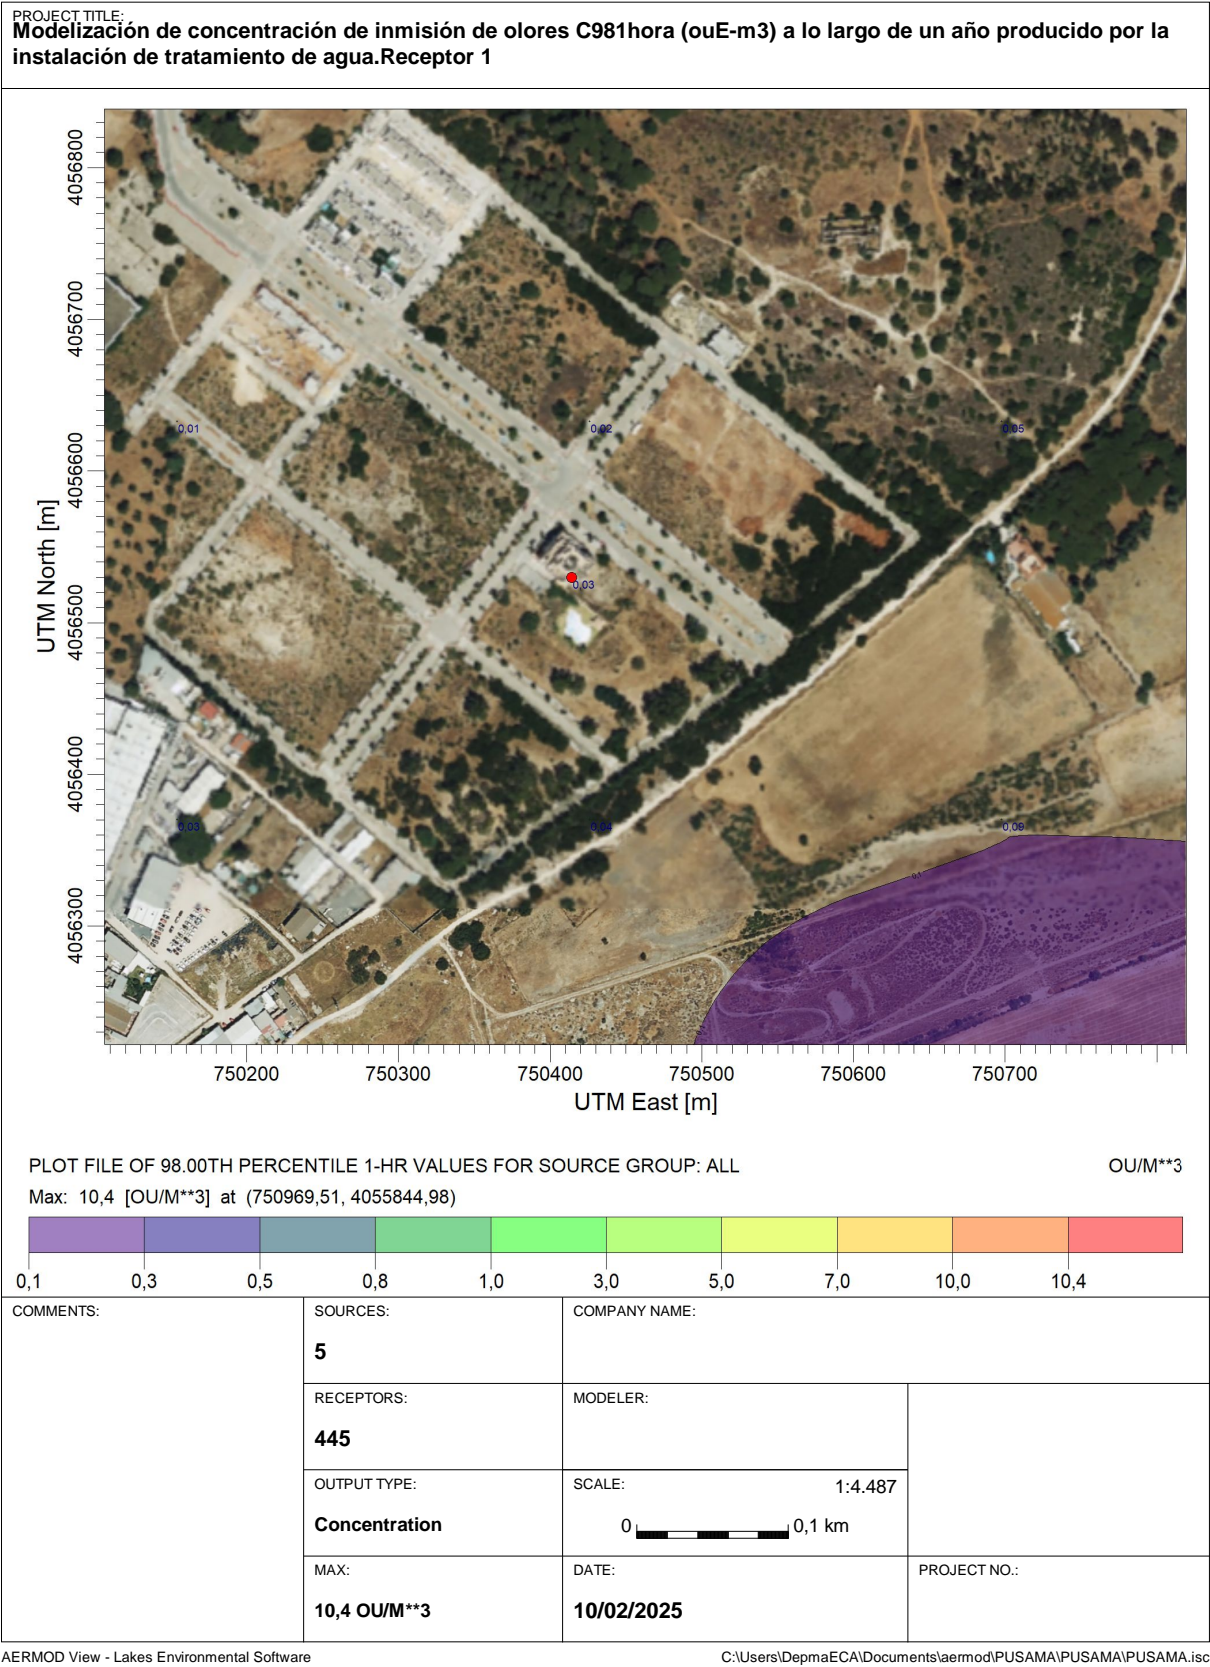 PROJECT TITLE:
Modelización de concentración de inmisión de olores C981hora (ouE-m3) a lo largo de un año producido por la
instalación de tratamiento de agua.Receptor 1
4056800
4056700
4056600
4056500
4056400
4056300
UTM North [m]
0,01
0,02
0,05
0,03
0,03
0,04
0,09
0,1
750200
750300
750400
750500
750600
750700
UTM East [m]
PLOT FILE OF 98.00TH PERCENTILE 1-HR VALUES FOR SOURCE GROUP: ALL
OU/M**3
Max: 10,4 [OU/M**3] at (750969,51, 4055844,98)
0,1
0,3
0,5
0,8
1,0
3,0
5,0
7,0
10,0
10,4
COMMENTS:
SOURCES:
5
COMPANY NAME:
RECEPTORS:
445
MODELER:
OUTPUT TYPE:
Concentration
SCALE:
1:4.487
0
0,1 km
MAX:
10,4 OU/M**3
DATE:
10/02/2025
PROJECT NO.:
AERMOD View - Lakes Environmental Software
C:\Users\DepmaECA\Documents\aermod\PUSAMA\PUSAMA\PUSAMA.isc